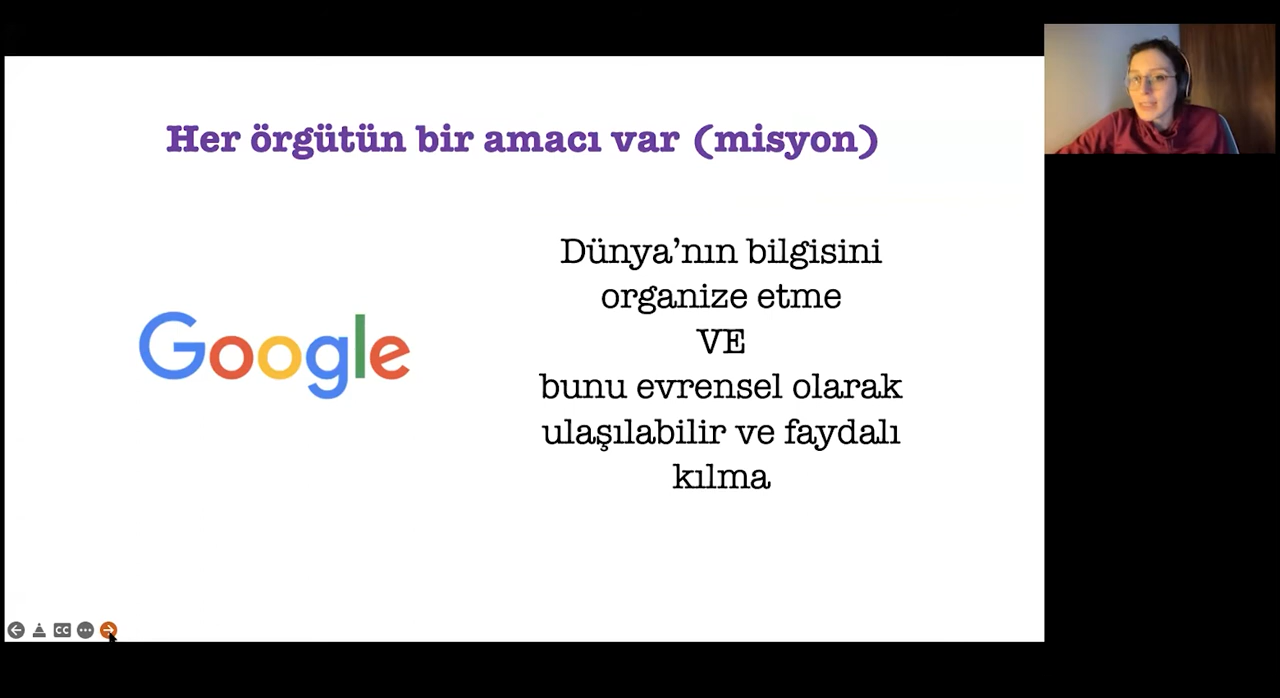 Her örgütün bir amacı var (misyon)
Google
Dünya’nın bilgisini
organize etme
VE
bunu evrensel olarak
ulaşılabilir ve faydalı
kılma
CC